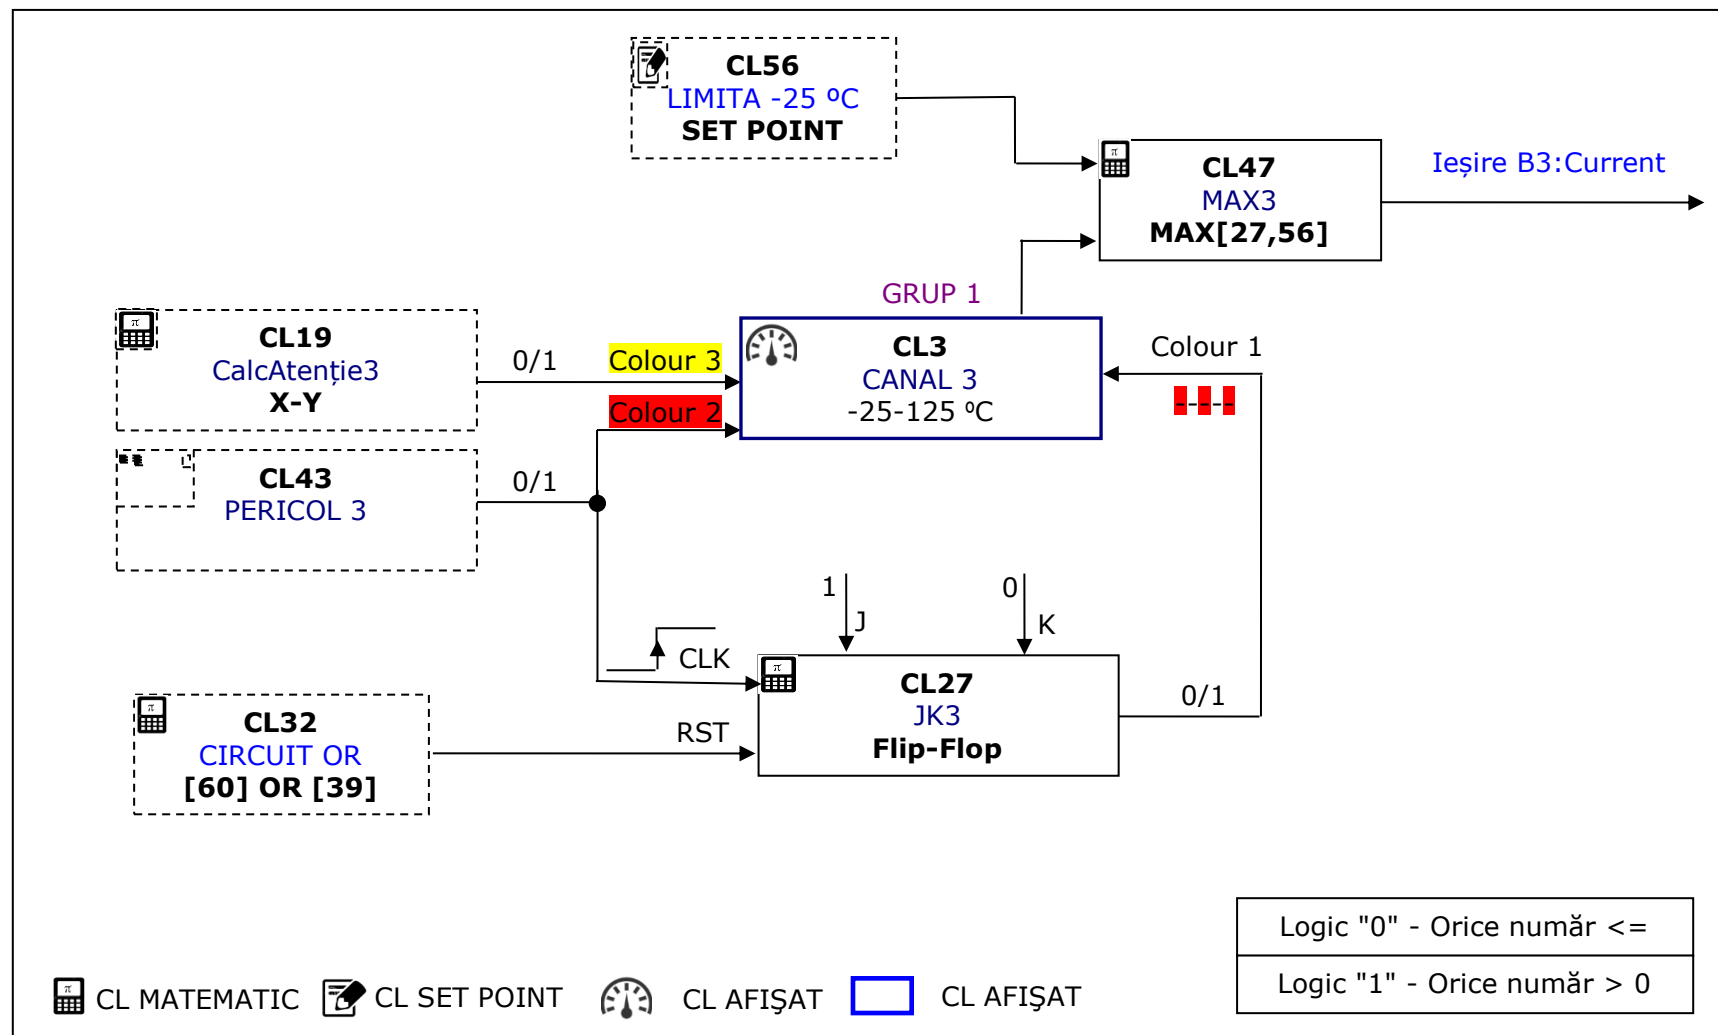 CL56
LIMITA -25 ºC
SET POINT
CL47
MAX3
MAX[27,56]
Ieșire B3:Current
GRUP 1
CL19
CalcAtenție3
X-Y
0/1
Colour 3
Colour 2
CL3
CANAL 3
-25-125 ºC
Colour 1
-----
CL43
PERICOL 3
0/1
1
J
0
K
CLK
CL27
JK3
Flip-Flop
0/1
CL32
CIRCUIT OR
[60] OR [39]
RST
Logic "0" - Orice număr <=
Logic "1" - Orice număr > 0
CL MATEMATIC
CL SET POINT
CL AFIŞAT
CL AFIŞAT